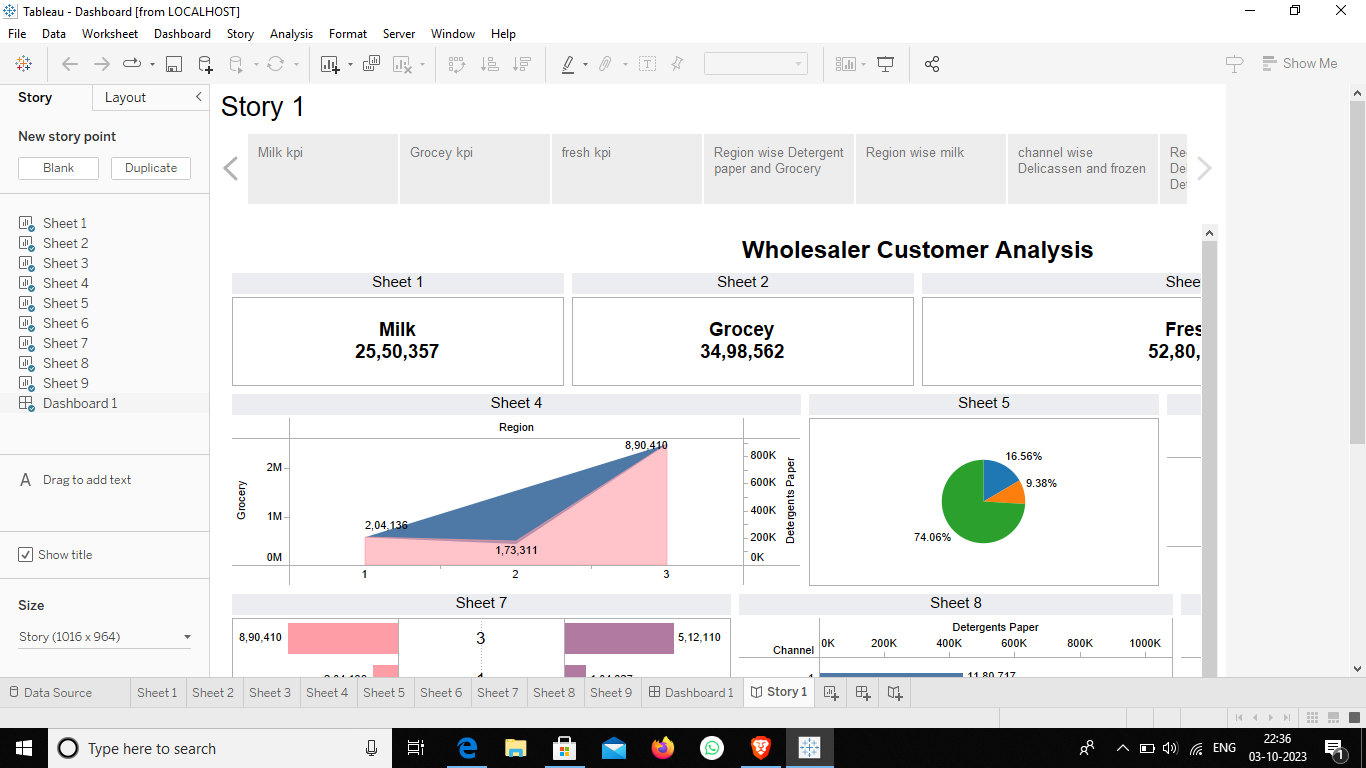 Tableau - Dashboard [from LOCALHOST]
File Data Worksheet Dashboard Story Analysis Format Server Window Help
Show Me
Story Layout
New story point
Blank Duplicate
Sheet 1
Sheet 2
Sheet 3
Sheet 4
Sheet 5
Sheet 6
Sheet 7
Sheet 8
Sheet 9
Dashboard 1
A Drag to add text
Show title
Size
Story (1016 x 964)
Story 1
Milk kpi
Grocey kpi
fresh kpi
Region wise Detergent
paper and Grocery
Region wise milk
channel wise
Delicassen and frozen
Wholesaler Customer Analysis
Sheet 1
Milk
25,50,357
Sheet 2
Grocey
34,98,562
Shee
Fres
52,80,
Sheet 4
Region
8,90,410
2,04,136
1,73,311
Grocery
2M
1M
0M
800K
600K
400K
200K
0K
Detergents Paper
1 2 3
Sheet 5
16.56%
9.38%
74.06%
Sheet 7
8,90,410 3 5,12,110
Sheet 8
Detergents Paper
Channel 0K 200K 400K 600K 800K 1000K
11,80,717
Data Source Sheet 1 Sheet 2 Sheet 3 Sheet 4 Sheet 5 Sheet 6 Sheet 7 Sheet 8 Sheet 9 Dashboard 1 Story 1
Type here to search
ENG
22:36
03-10-2023
1